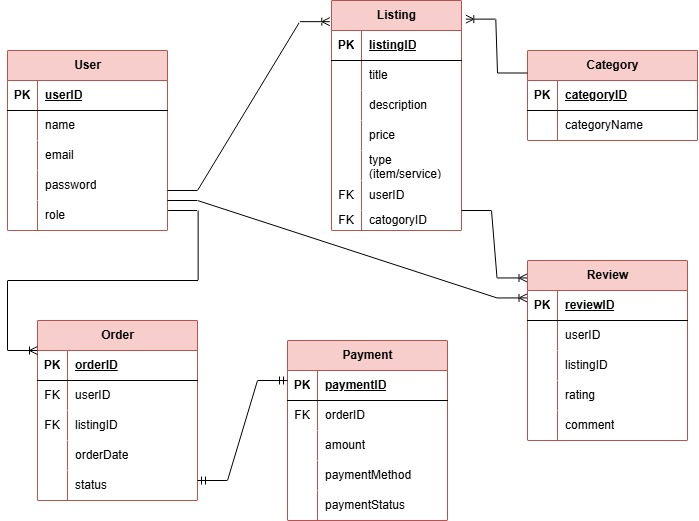 Listing
PK listingID
title
description
price
type
(item/service)
FK userID
FK catogoryID
User
PK userID
name
email
password
role
Category
PK categoryID
categoryName
Review
PK reviewID
userID
listingID
rating
comment
Order
PK orderID
FK userID
FK listingID
orderDate
status
Payment
PK paymentID
FK orderID
amount
paymentMethod
paymentStatus